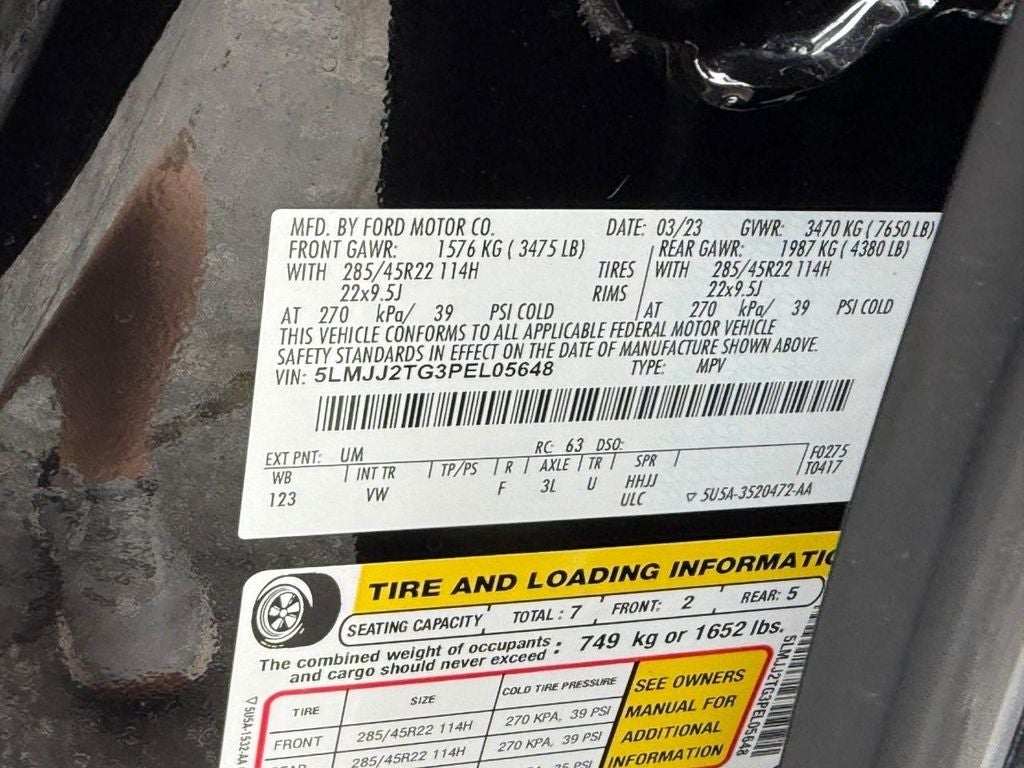 MFD. BY FORD MOTOR CO. DATE: 03/23 GVWR: 3470 KG ( 7650 LB)
FRONT GAWR: 1576 KG ( 3475 LB) REAR GAWR: 1987 KG ( 4380 LB)
WITH 285/45R22 114H TIRES WITH 285/45R22 114H
22x9.5J RIMS 22x9.5J
AT 270 kPa/ 39 PSI COLD AT 270 kPa/ 39 PSI COLD
THIS VEHICLE CONFORMS TO ALL APPLICABLE FEDERAL MOTOR VEHICLE
SAFETY STANDARDS IN EFFECT ON THE DATE OF MANUFACTURE SHOWN ABOVE.
VIN: 5LMJJ2TG3PEL05648 TYPE: MPV
EXT PNT: UM RC: 63 DSO: F0275
WB INT TR TP/PS R AXLE TR SPR T0417
123 VW F 3L U HHJJ
ULC 5U5A-3520472-AA
TIRE AND LOADING INFORMATIO
SEATING CAPACITY TOTAL: 7 FRONT: 2 REAR: 5
The combined weight of occupants
and cargo should never exceed : 749 kg or 1652 lbs.
TIRE SIZE COLD TIRE PRESSURE
FRONT 285/45R22 114H 270 KPA, 39 PSI
285/45R22 114H 270 KPA, 39 PSI
SEE OWNERS
MANUAL FOR
ADDITIONAL
INFORMATION
5LMJJ2TG3PEL05648
5U5A-1532-AA